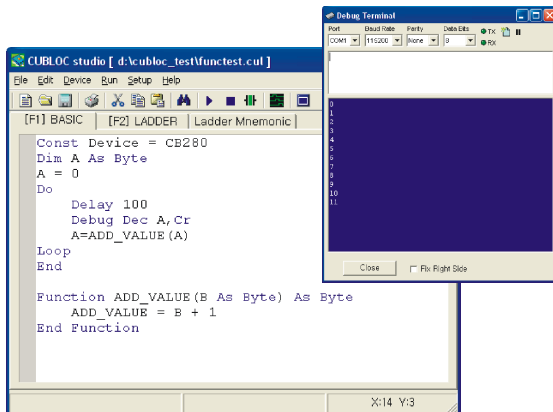 Debug Terminal
Port Baud Rate Parity Data Bits TX
COM1 115200 None 8 RX
0
1
2
3
4
5
6
7
8
9
10
11
Close Fix Right Side
CUBLOC studio [ d:\cubloc_test\functest.cul ]
File Edit Device Run Setup Help
[F1] BASIC [F2] LADDER Ladder Mnemonic
Const Device = CB280
Dim A As Byte
A = 0
Do
Delay 100
Debug Dec A,Cr
A=ADD_VALUE(A)
Loop
End
Function ADD_VALUE(B As Byte) As Byte
ADD_VALUE = B + 1
End Function
X:14 Y:3